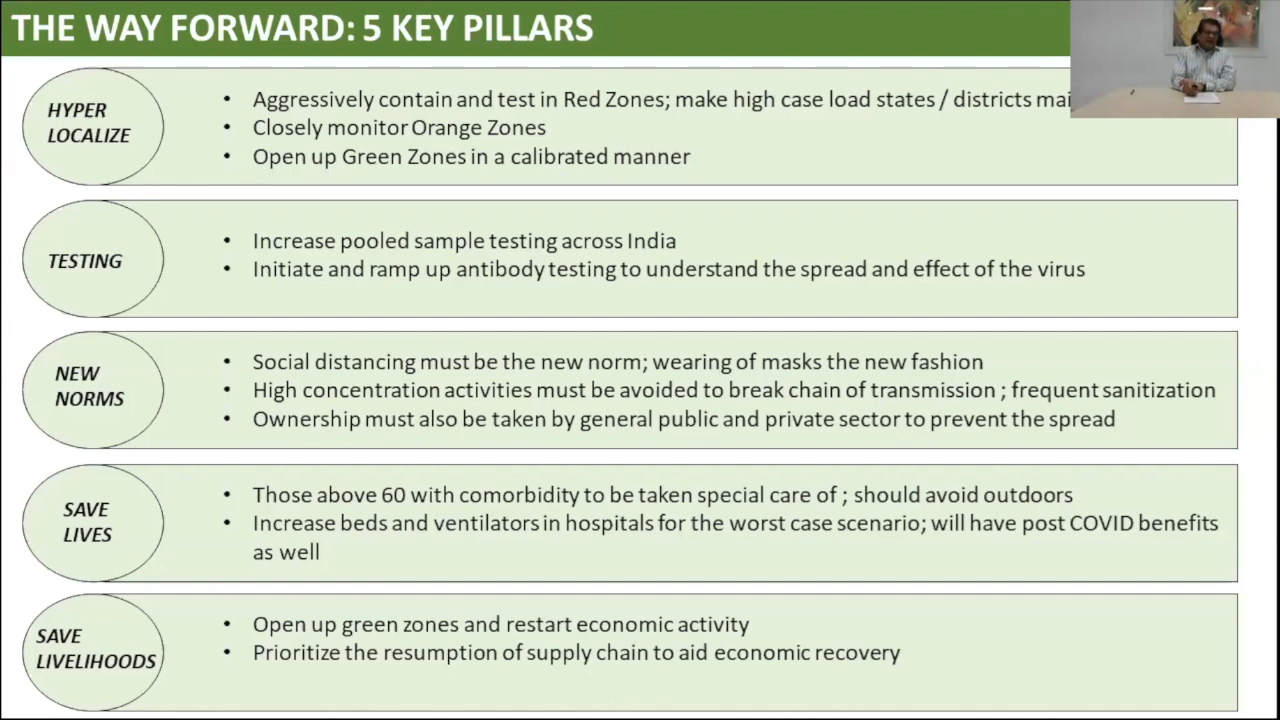 THE WAY FORWARD: 5 KEY PILLARS
HYPER
LOCALIZE
• Aggressively contain and test in Red Zones; make high case load states / districts
• Closely monitor Orange Zones
• Open up Green Zones in a calibrated manner
TESTING
• Increase pooled sample testing across India
• Initiate and ramp up antibody testing to understand the spread and effect of the virus
NEW
NORMS
• Social distancing must be the new norm; wearing of masks the new fashion
• High concentration activities must be avoided to break chain of transmission ; frequent sanitization
• Ownership must also be taken by general public and private sector to prevent the spread
SAVE
LIVES
• Those above 60 with comorbidity to be taken special care of ; should avoid outdoors
• Increase beds and ventilators in hospitals for the worst case scenario; will have post COVID benefits
as well
SAVE
LIVELIHOODS
• Open up green zones and restart economic activity
• Prioritize the resumption of supply chain to aid economic recovery